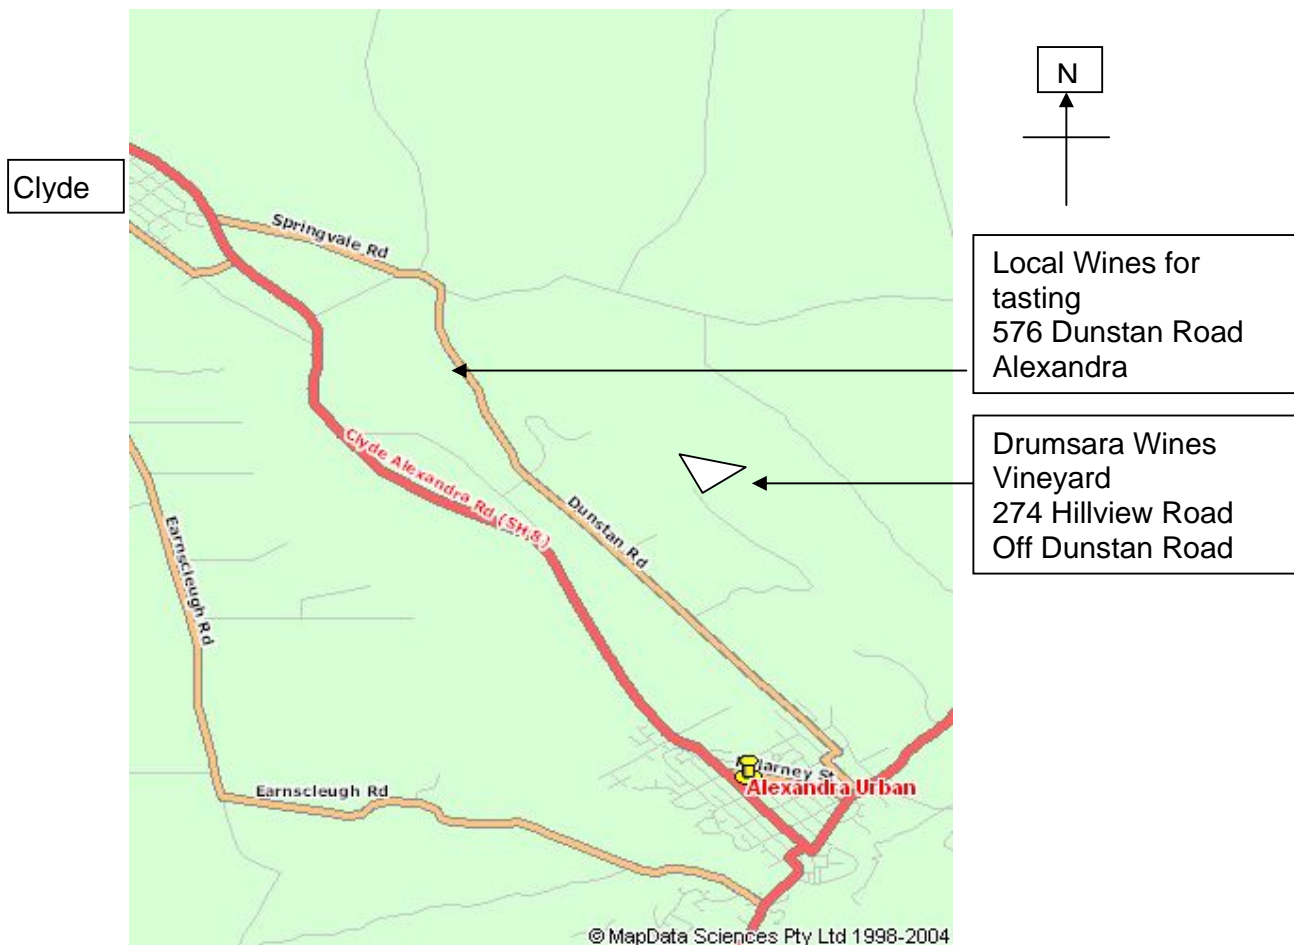 N
Clyde
Springvale Rd
Local Wines for
tasting
576 Dunstan Road
Alexandra
Clyde Alexandra Rd (SH,8)
Drumsara Wines
Vineyard
274 Hillview Road
Off Dunstan Road
Dunstan Rd
Earnscleugh Rd
St
Alexandra Urban
Earnscleugh Rd
© MapData Sciences Pty Ltd 1998-2004